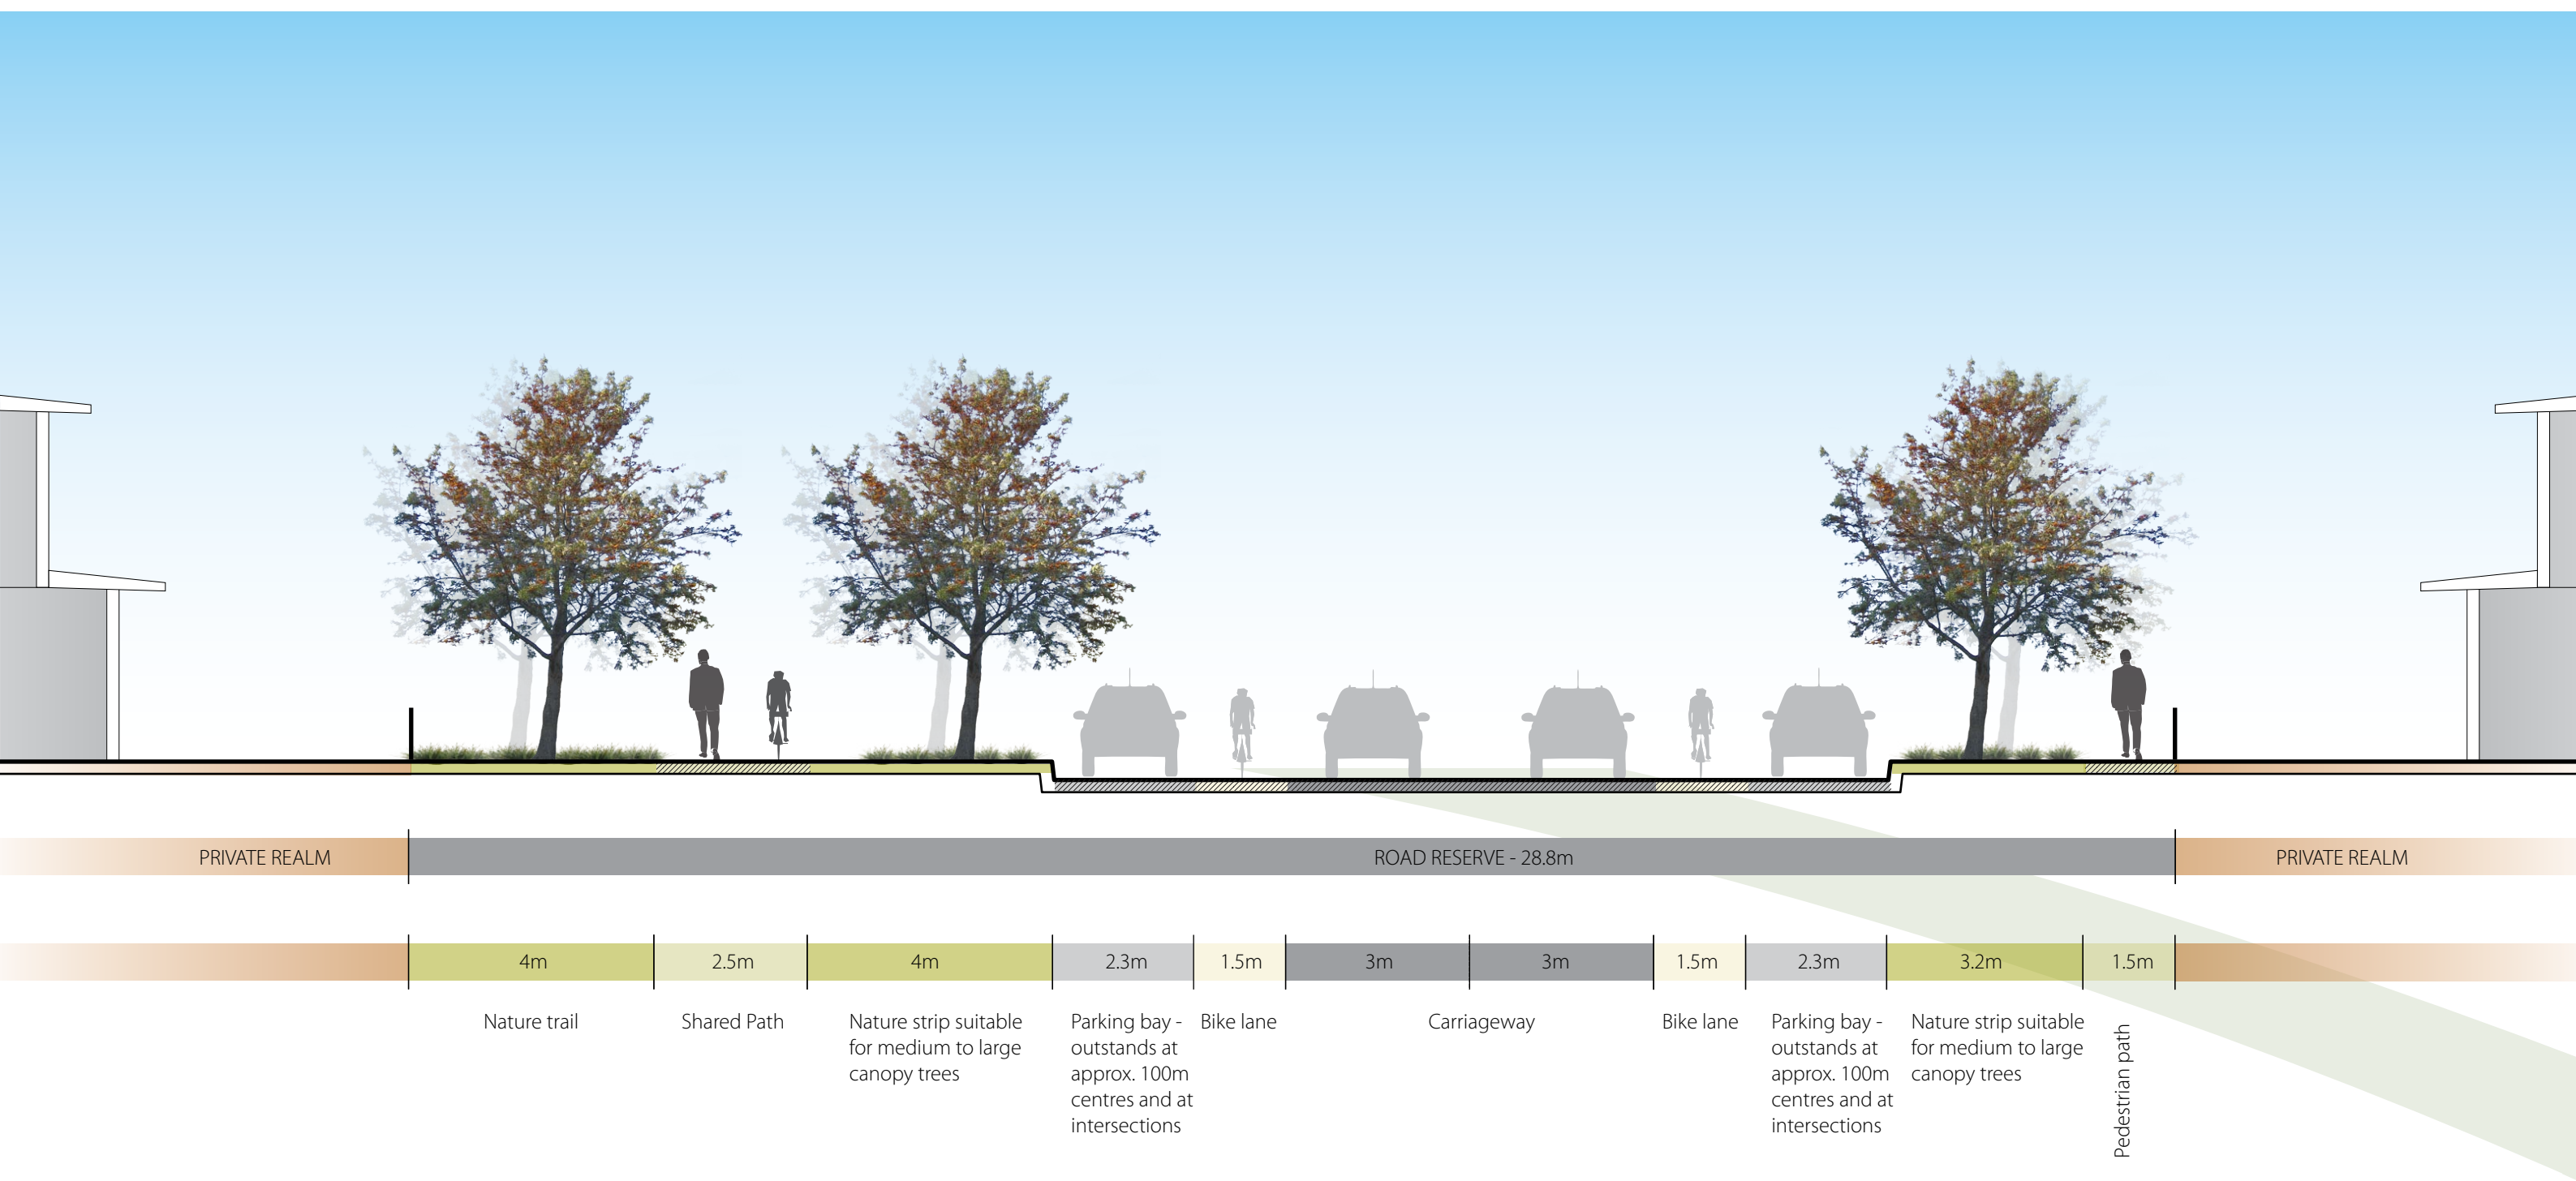 PRIVATE REALM
ROAD RESERVE - 28.8m
PRIVATE REALM
4m
2.5m
4m
2.3m
1.5m
3m
3m
1.5m
2.3m
3.2m
1.5m
Nature trail
Shared Path
Nature strip suitable
for medium to large
canopy trees
Parking bay -
outstands at
approx. 100m
centres and at
intersections
Bike lane
Carriageway
Bike lane
Parking bay -
outstands at
approx. 100m
centres and at
intersections
Nature strip suitable
for medium to large
canopy trees
Pedestrian path